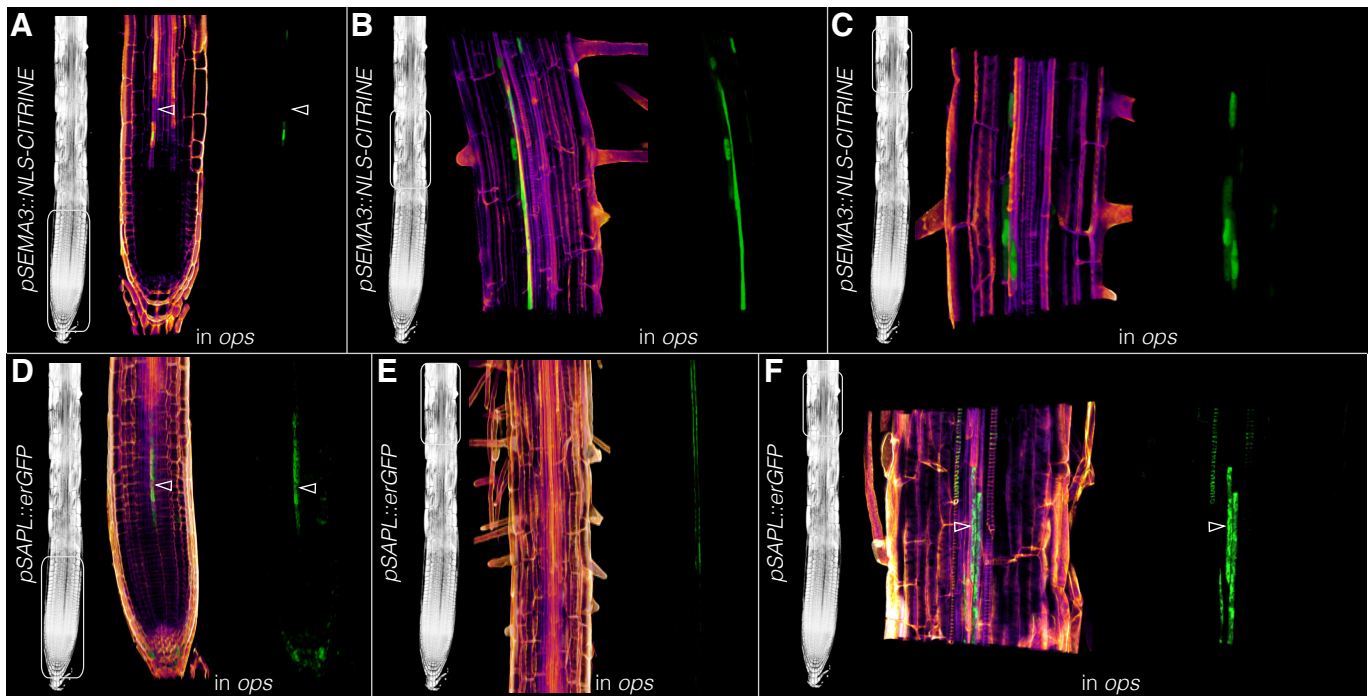 A
pSEMA3::NLS-CITRINE
in ops
B
pSEMA3::NLS-CITRINE
in ops
C
pSEMA3::NLS-CITRINE
in ops
D
pSAPL::erGFP
in ops
E
pSAPL::erGFP
in ops
F
pSAPL::erGFP
in ops